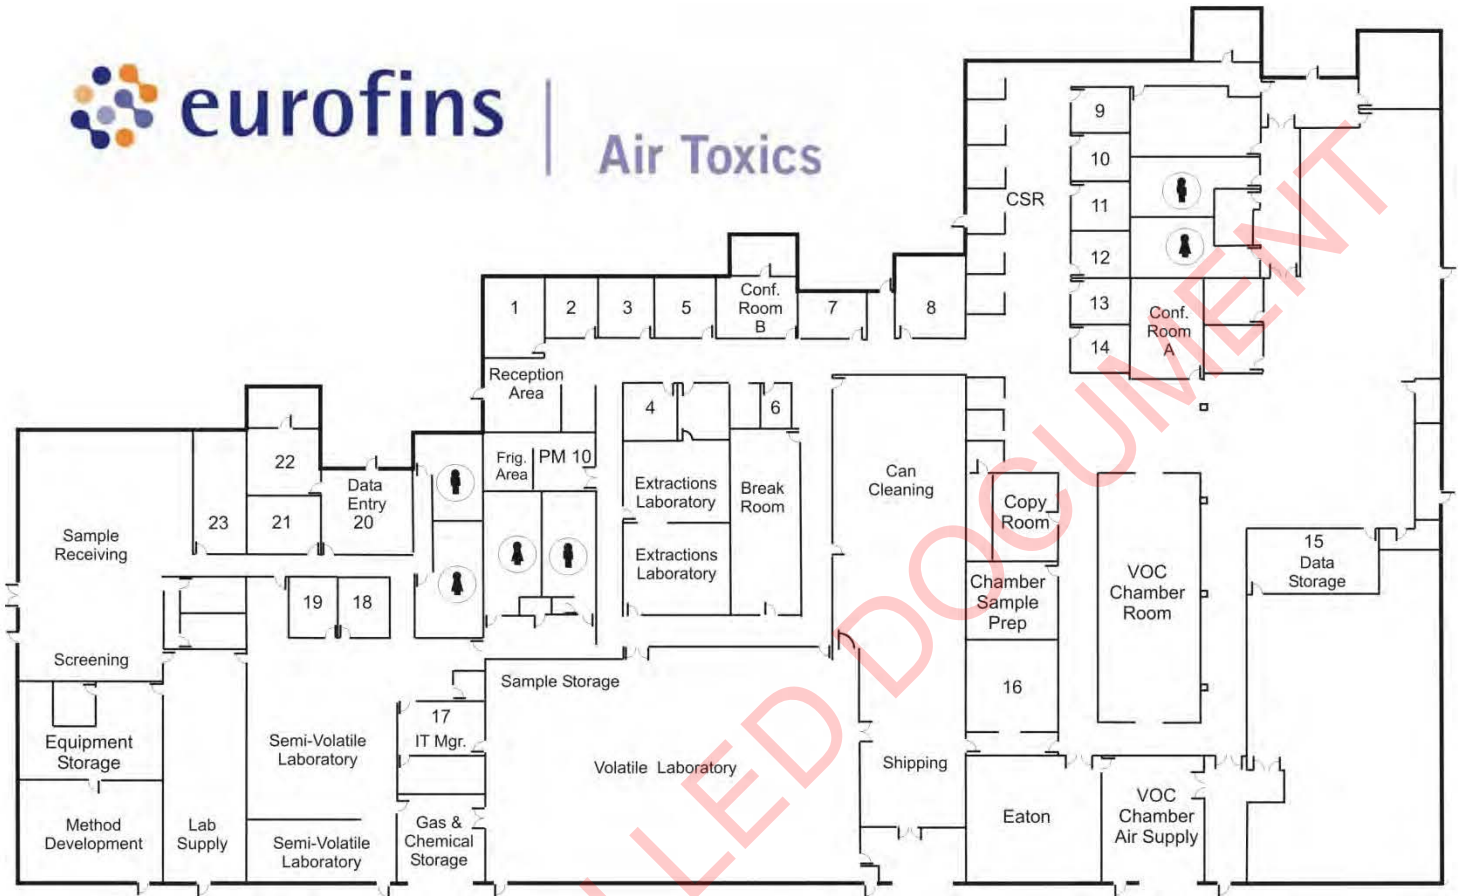 eurofins
Air Toxics
9
10
CSR
11
12
13
14
Conf.
Room
A
1
2
3
5
Conf.
Room
B
7
8
Reception
Area
4
6
Frig.
Area
PM 10
Extractions
Laboratory
Extractions
Laboratory
Break
Room
Can
Cleaning
Copy
Room
Chamber
Sample
Prep
16
VOC
Chamber
Room
15
Data
Storage
22
21
23
Data
Entry
20
Sample
Receiving
19
18
Screening
Equipment
Storage
Method
Development
Lab
Supply
Semi-Volatile
Laboratory
Semi-Volatile
Laboratory
17
IT Mgr.
Gas &
Chemical
Storage
Sample Storage
Volatile Laboratory
Shipping
Eaton
VOC
Chamber
Air Supply
LLED DOCUMENT